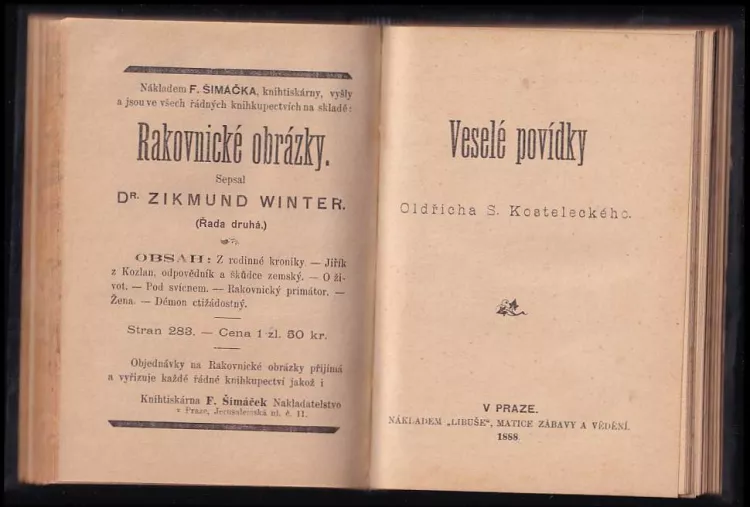 Nákladem F. ŠIMÁČKA, knihtiskárny, vyšly
a jsou ve všech řádných knihkupectvích na skladě:
Rakovnické obrázky.
Sepsal
DR. ZIKMUND WINTER.
(Řada druhá.)
OBSAH: Z rodinné kroniky. — Jiřík
z Kozlan, odpovědník a škůdce zemský. — O ži-
vot. — Pod svícnem. — Rakovnický primátor. —
Žena. — Démon ctižádostný.
Stran 283. — Cena 1 zl. 50 kr.
Objednávky na Rakovnické obrázky přijímá
a vyřizuje každé řádné knihkupectví jakož i
Knihtiskárna F. Šimáček Nakladatelstvo
v Praze, Jerusalemská ul. č. 11.
Veselé povídky
Oldřicha S. Kosteleckého.
V PRAZE.
NÁKLADEM „LIBUŠE“, MATICE ZÁBAVY A VĚDĚNÍ.
1888.